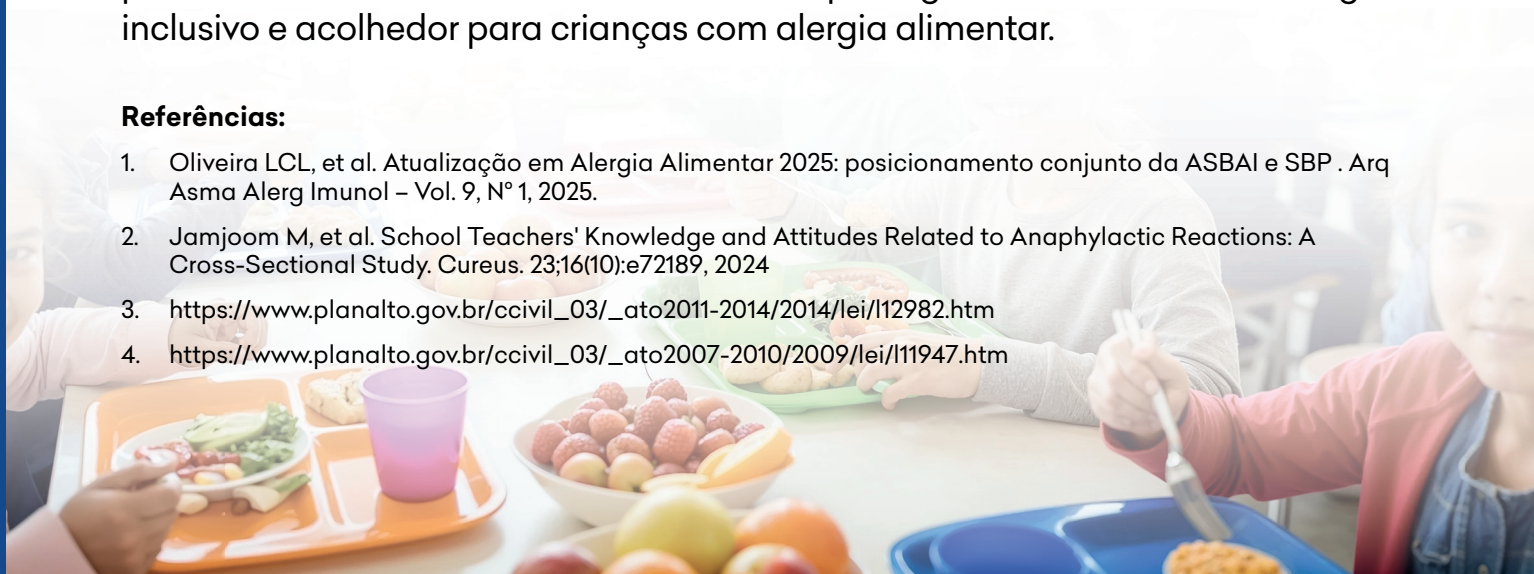 inclusivo e acolhedor para crianças com alergia alimentar.
Referências:
1. Oliveira LCL, et al. Atualização em Alergia Alimentar 2025: posicionamento conjunto da ASBAI e SBP . Arq
Asma Alerg Imunol – Vol. 9, Nº 1, 2025.
2. Jamjoom M, et al. School Teachers' Knowledge and Attitudes Related to Anaphylactic Reactions: A
Cross-Sectional Study. Cureus. 23;16(10):e72189, 2024
3. https://www.planalto.gov.br/ccivil_03/_ato2011-2014/2014/lei/l12982.htm
4. https://www.planalto.gov.br/ccivil_03/_ato2007-2010/2009/lei/l11947.htm